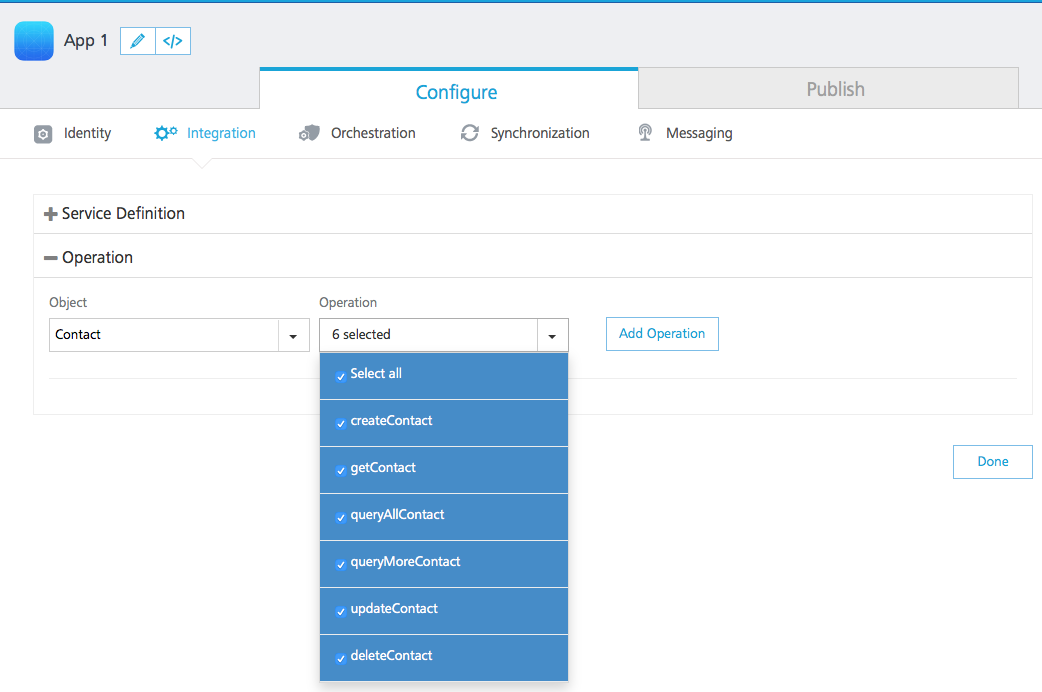 App 1 </>
Configure Publish
Identity Integration Orchestration Synchronization Messaging
Service Definition
Operation
Object Operation
Contact 6 selected Add Operation
Select all
createContact
getContact
Done
queryAllContact
queryMoreContact
updateContact
deleteContact